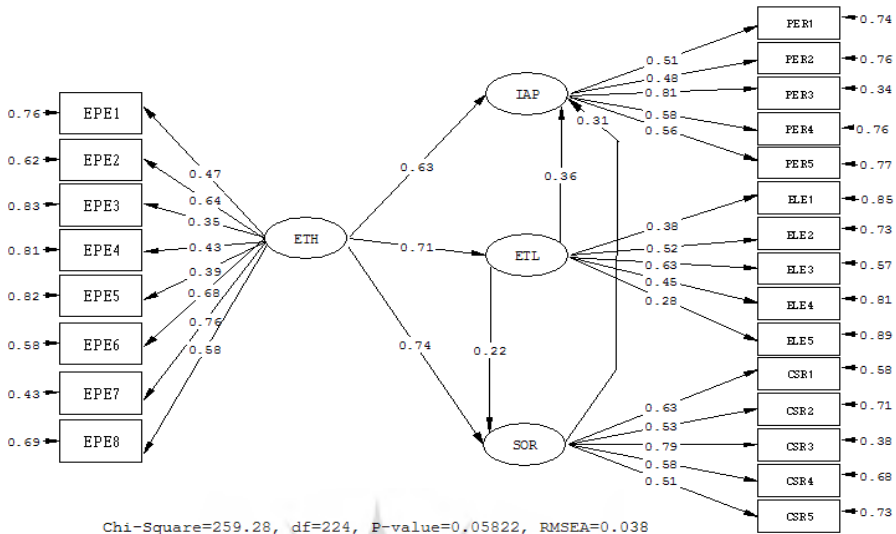 PER1
0.74
0.51
PER2
0.76
0.48
IAP
0.81
PER3
0.34
0.76
EPE1
0.58
PER4
0.76
0.31
0.56
PER5
0.77
0.62
EPE2
0.47
0.63
0.36
ELE1
0.85
0.64
0.38
0.83
EPE3
0.35
0.52
ELE2
0.73
ETH
0.71
ETL
0.63
ELE3
0.57
0.81
EPE4
0.43
0.45
ELE4
0.81
0.39
0.28
0.82
EPE5
0.68
0.76
ELE5
0.89
0.58
EPE6
0.58
0.74
0.22
CSR1
0.58
0.63
CSR2
0.71
0.43
EPE7
0.53
SOR
0.79
CSR3
0.38
0.69
EPE8
0.58
CSR4
0.68
0.51
CSR5
0.73
Chi-Square=259.28, df=224, P-value=0.05822, RMSEA=0.038